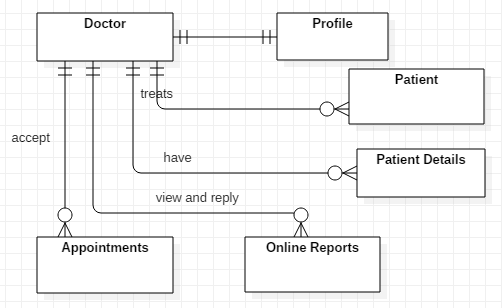 Doctor
Profile
Patient
treats
accept
have
Patient Details
view and reply
Appointments
Online Reports